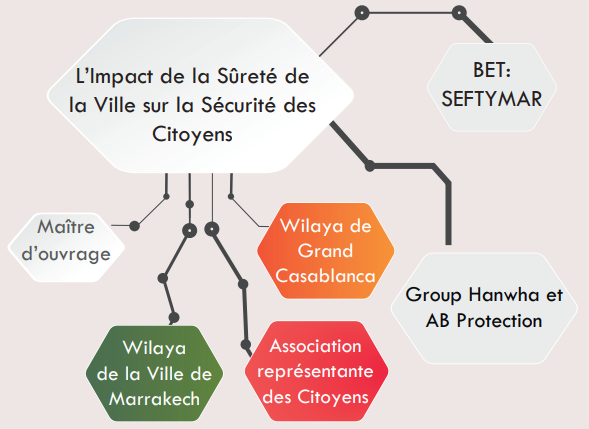 L'Impact de la Sûreté de
la Ville sur la Sécurité des
Citoyens
BET:
SEFTYMAR
Maître
d'ouvrage
Wilaya de
Grand
Casablanca
Group Hanwha et
AB Protection
Wilaya
de la Ville de
Marrakech
Association
représentante
des Citoyens